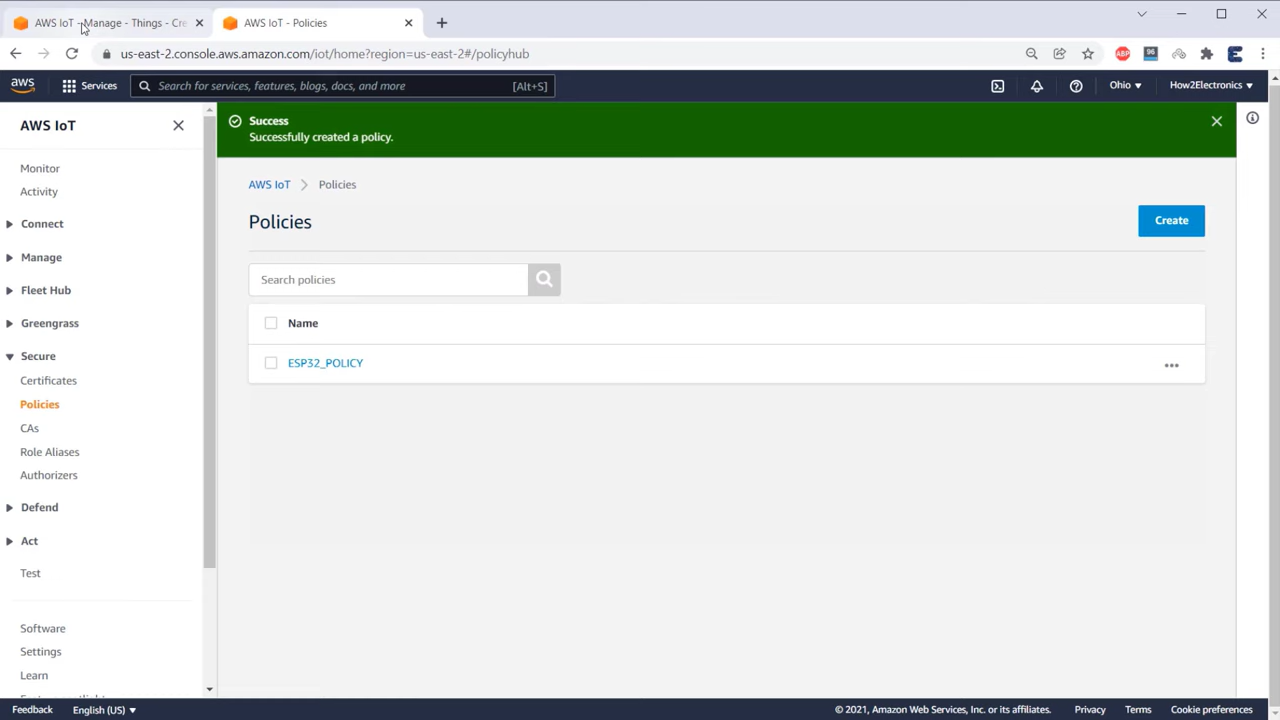 AWS IoT - Manage - Things - Cre
AWS IoT - Policies
us-east-2.console.aws.amazon.com/iot/home?region=us-east-2#/policyhub
ABP
96
aws
Services
Search for services, features, blogs, docs, and more
[Alt+S]
Ohio
How2Electronics
AWS IoT
Monitor
Activity
Connect
Manage
Fleet Hub
Greengrass
Secure
Certificates
Policies
CAs
Role Aliases
Authorizers
Defend
Act
Test
Software
Settings
Learn
Success
Successfully created a policy.
AWS IoT > Policies
Policies
Create
Search policies
Name
ESP32_POLICY
Feedback
English (US)
© 2021, Amazon Web Services, Inc. or its affiliates.
Privacy
Terms
Cookie preferences